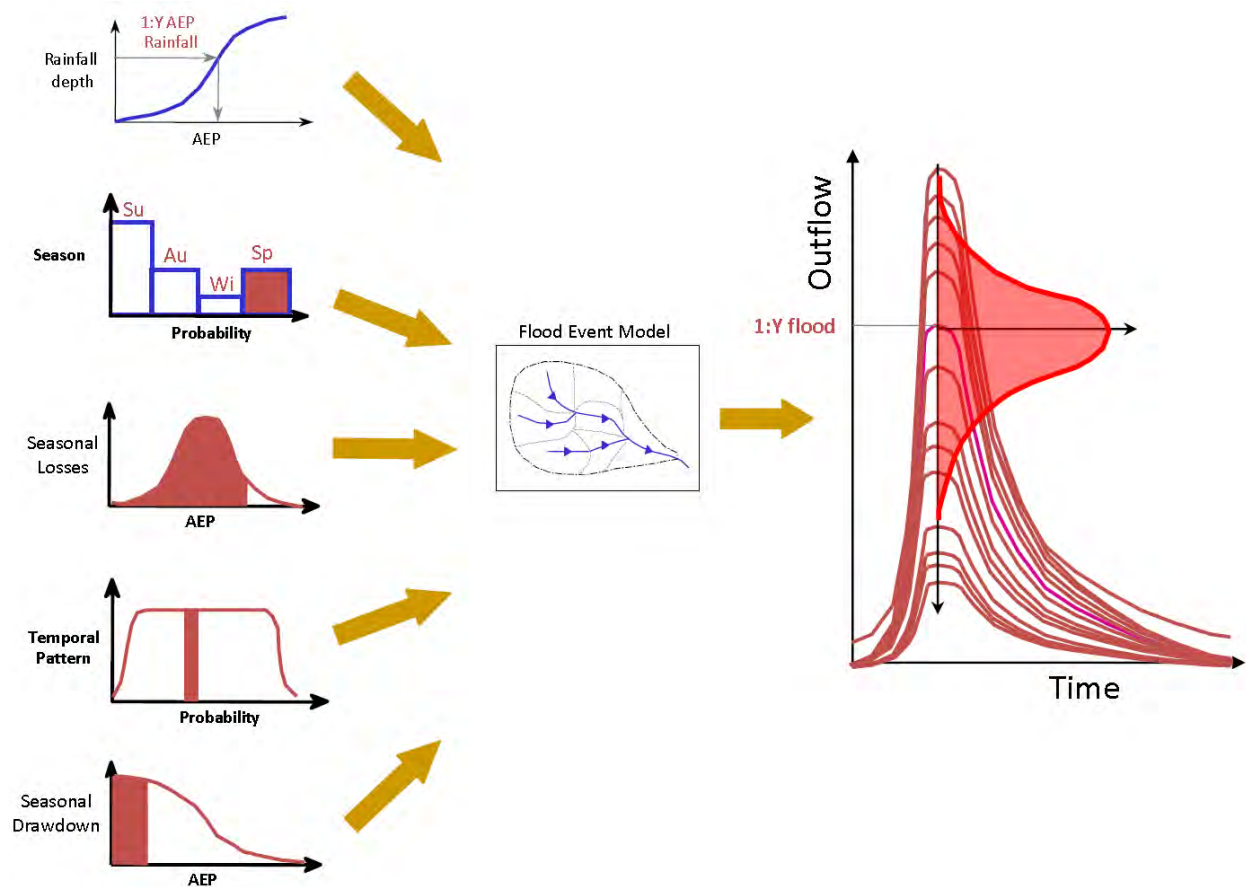 1:Y AEP
Rainfall
Rainfall
depth
AEP
Su
Au
Wi
Sp
Season
Probability
Seasonal
Losses
AEP
Temporal
Pattern
Probability
Seasonal
Drawdown
AEP
Flood Event Model
Outflow
1:Y flood
Time